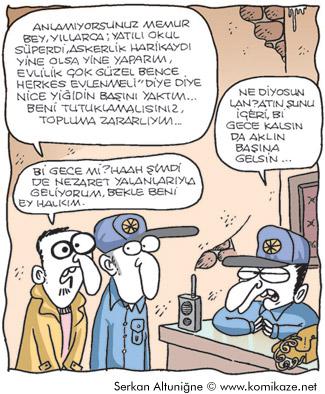 ANLAMIYORSUNUZ MEMUR
BEY, YILLARCA; YATILI OKUL
SÜPERDİ, ASKERLİK HARİKAYDI
YİNE OLSA YİNE YAPARIM,
EVLİLİK ÇOK GÜZEL BENCE
HERKES EVLENMELİ" DİYE DİYE
NİCE YİĞİDİN BAŞINI YAKTIM...
BENİ TUTUKLAMALISINIZ,
TOPLUMA ZARARLIYIM...
NE DİYOSUN
LAN? ATIN ŞUNU
İÇERİ, Bİ
GECE KALSIN
DA AKLIN
BAŞINA
GELSİN...
Bİ GECE Mİ? HAAH ŞİMDİ
DE NEZARET YALANLARIYLA
GELİYORUM, BEKLE BENİ
EY HALKIM.
Serkan Altuniğne © www.komikaze.net